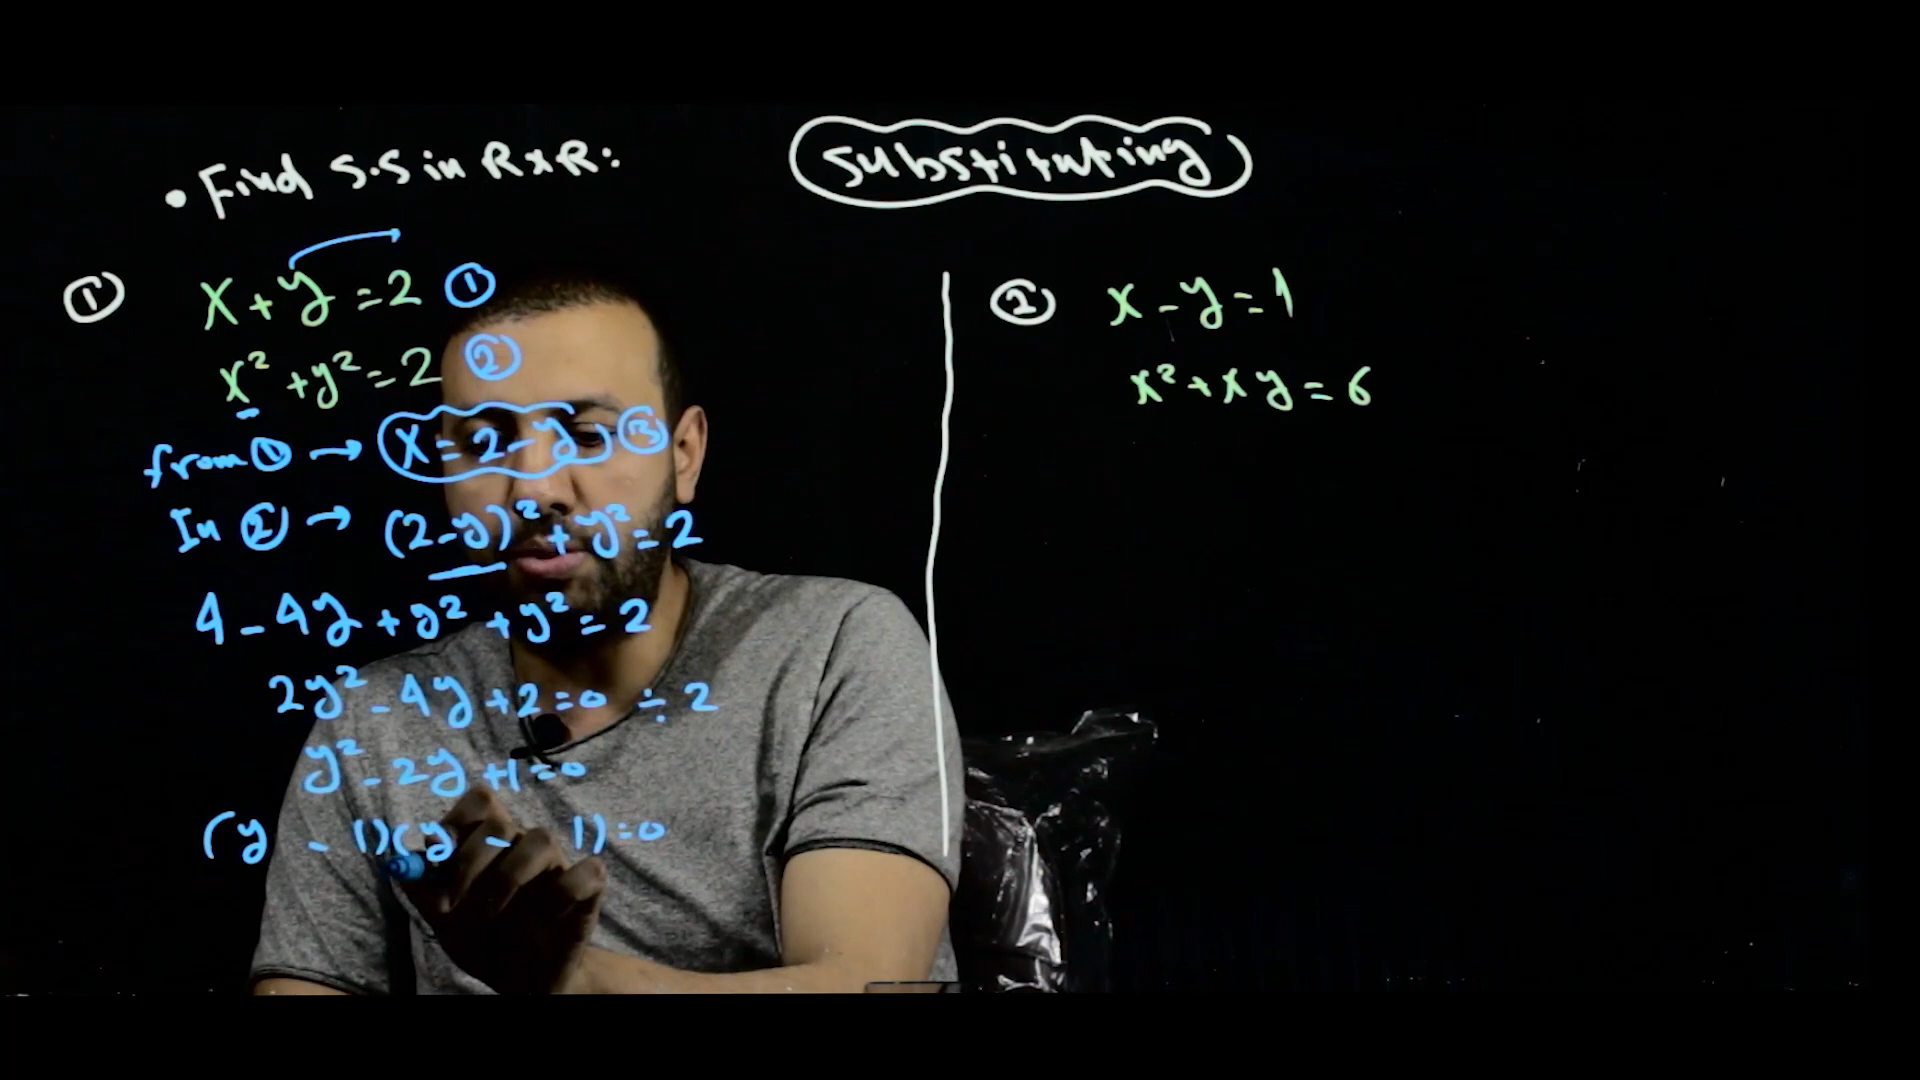 • Find S.S in R×R:
substituting
① x + y = 2 ①
x² + y² = 2 ②
from ① → x = 2 - y ③
In ② → (2-y)² + y² = 2
4 - 4y + y² + y² = 2
2y² - 4y + 2 = 0 ÷ 2
y² - 2y + 1 = 0
(y - 1)(y - 1) = 0
② x - y = 1
x² + xy = 6